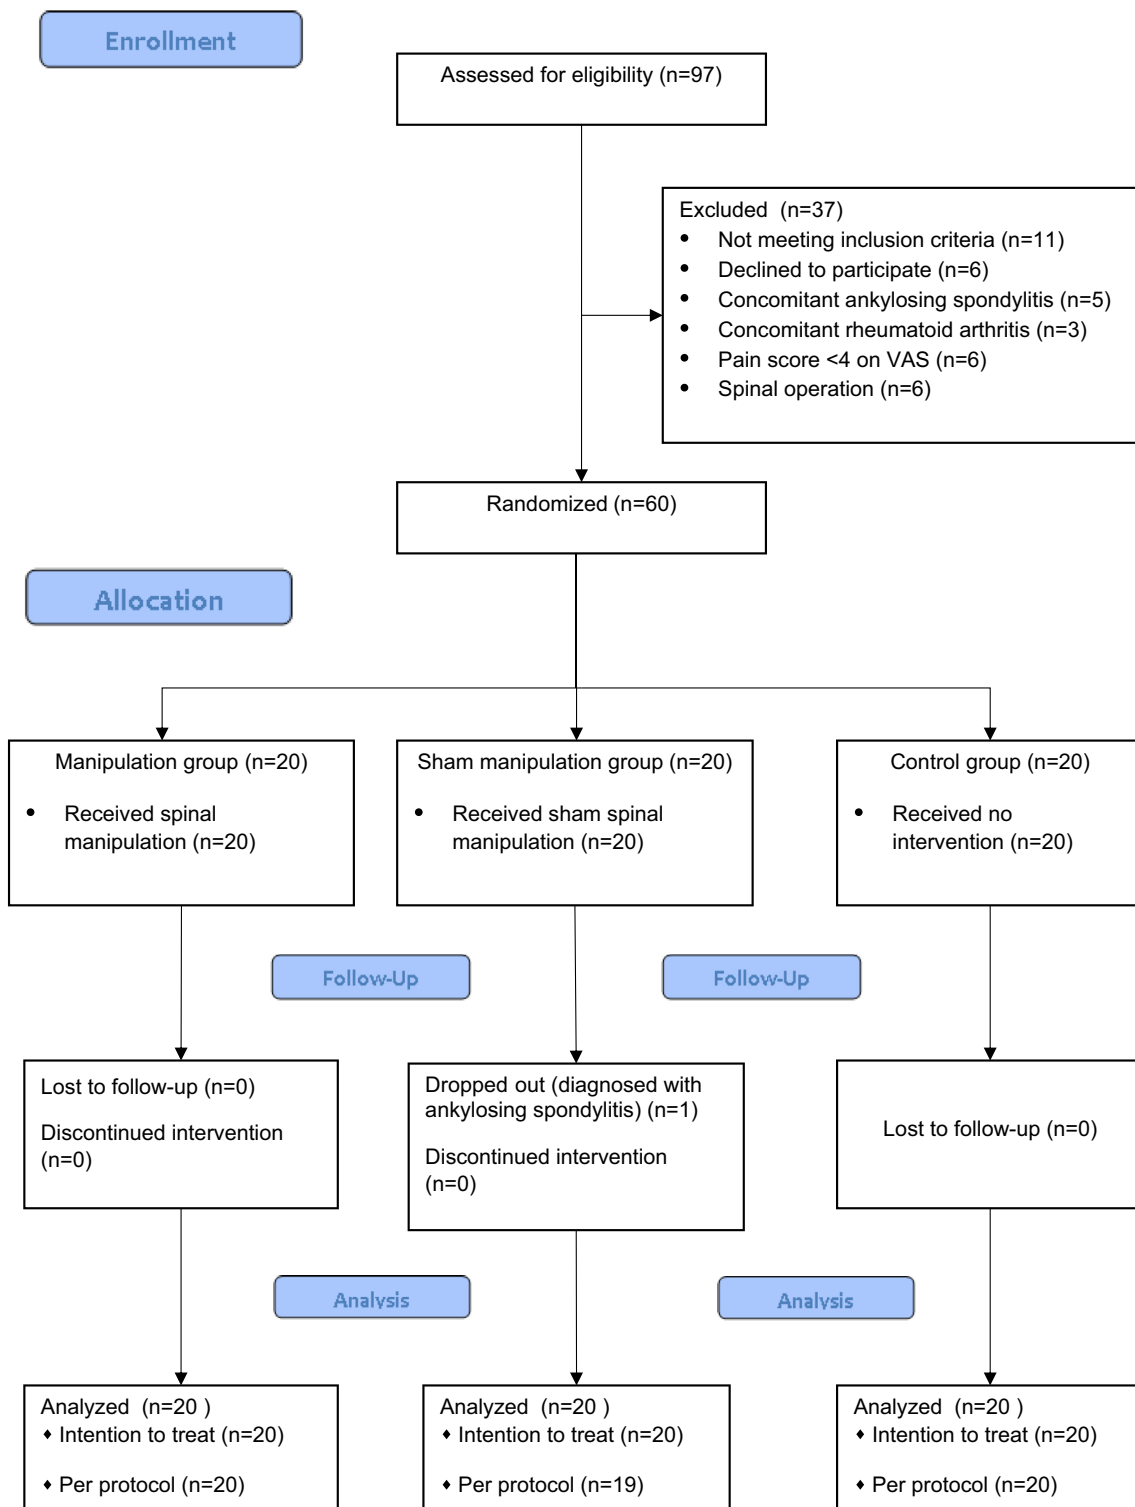 Enrollment
Assessed for eligibility (n=97)
Excluded (n=37)
• Not meeting inclusion criteria (n=11)
• Declined to participate (n=6)
• Concomitant ankylosing spondylitis (n=5)
• Concomitant rheumatoid arthritis (n=3)
• Pain score <4 on VAS (n=6)
• Spinal operation (n=6)
Randomized (n=60)
Allocation
Manipulation group (n=20)
• Received spinal
manipulation (n=20)
Sham manipulation group (n=20)
• Received sham spinal
manipulation (n=20)
Control group (n=20)
• Received no
intervention (n=20)
Follow-Up
Follow-Up
Lost to follow-up (n=0)
Discontinued intervention
(n=0)
Dropped out (diagnosed with
ankylosing spondylitis) (n=1)
Discontinued intervention
(n=0)
Lost to follow-up (n=0)
Analysis
Analysis
Analyzed (n=20 )
♦ Intention to treat (n=20)
♦ Per protocol (n=20)
Analyzed (n=20 )
♦ Intention to treat (n=20)
♦ Per protocol (n=19)
Analyzed (n=20 )
♦ Intention to treat (n=20)
♦ Per protocol (n=20)